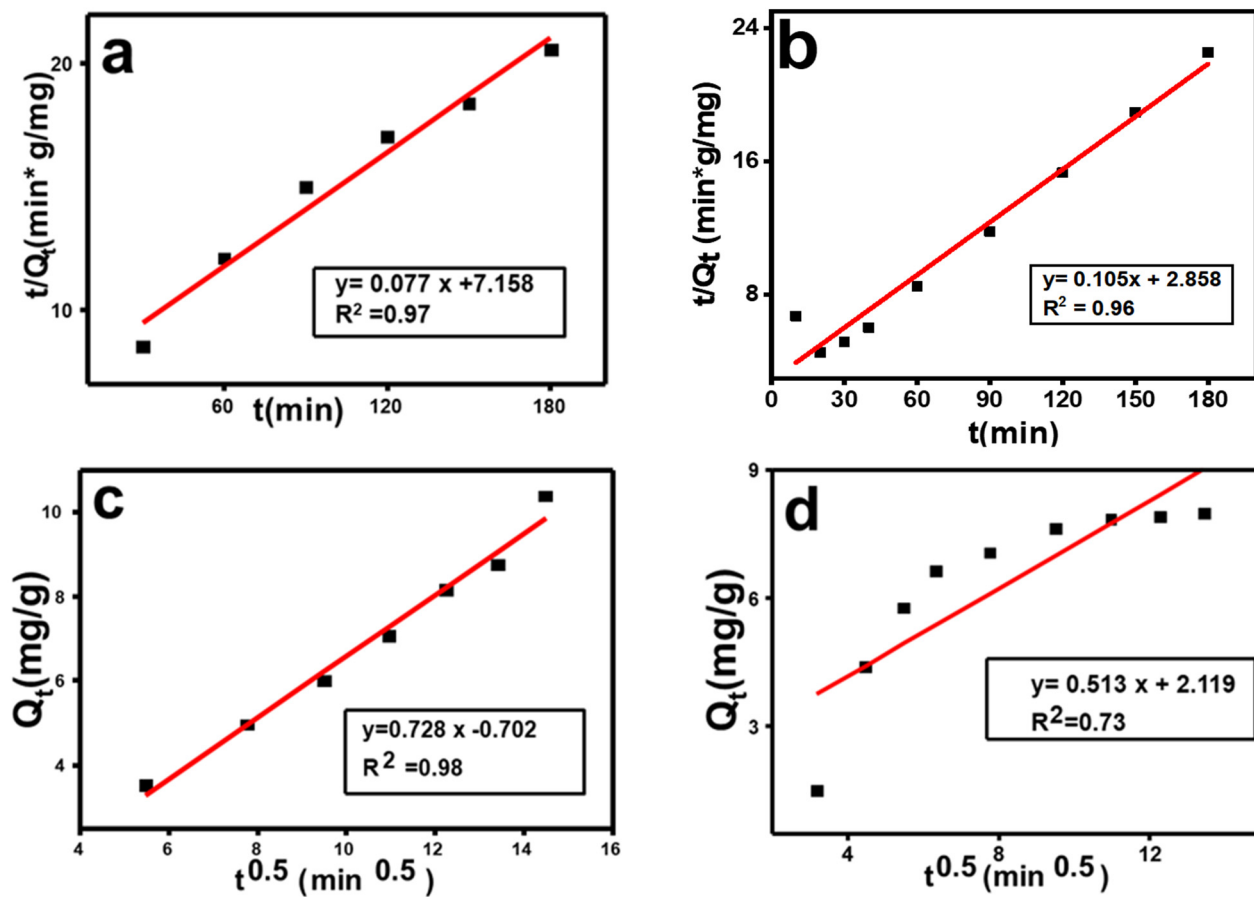 a
20
10
t/Qt(min* g/mg)
y= 0.077 x +7.158
R2 =0.97
60 120 180
t(min)
b
24
16
8
t/Qt (min*g/mg)
y= 0.105x + 2.858
R2 = 0.96
0 30 60 90 120 150 180
t(min)
c
10
8
6
4
Qt(mg/g)
y=0.728 x -0.702
R2 =0.98
4 6 8 10 12 14 16
t0.5 (min 0.5 )
d
9
6
3
Qt(mg/g)
y= 0.513 x + 2.119
R2=0.73
4 8 12
t0.5 (min 0.5 )